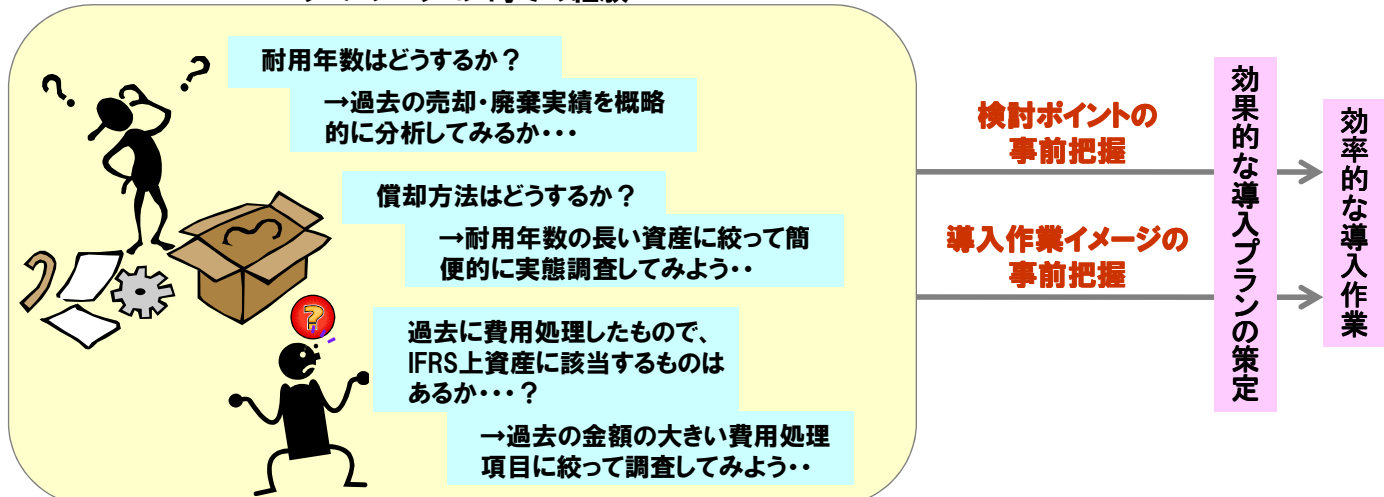 耐用年数はどうするか？
→過去の売却・廃棄実績を概略
的に分析してみるか・・・
償却方法はどうするか？
→耐用年数の長い資産に絞って簡
便的に実態調査してみよう・・
過去に費用処理したもので、
IFRS上資産に該当するものは
あるか・・・？
→過去の金額の大きい費用処理
項目に絞って調査してみよう・・
検討ポイントの
事前把握
導入作業イメージの
事前把握
効果的な導入プランの策定
効率的な導入作業
? ?
?